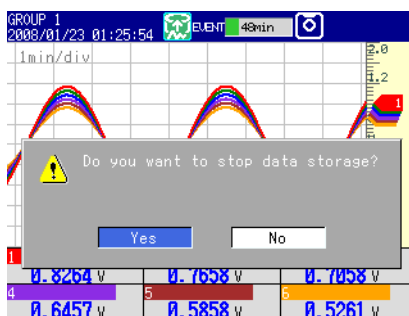 GROUP 1
2008/01/23 01:25:54 EVENT 48min
1min/div
2.0
1.2
1
Do you want to stop data storage?
Yes No
1
0.8264 V 0.7658 V 0.7058 V
4 5 6
0.6457 V 0.5858 V 0.5261 V